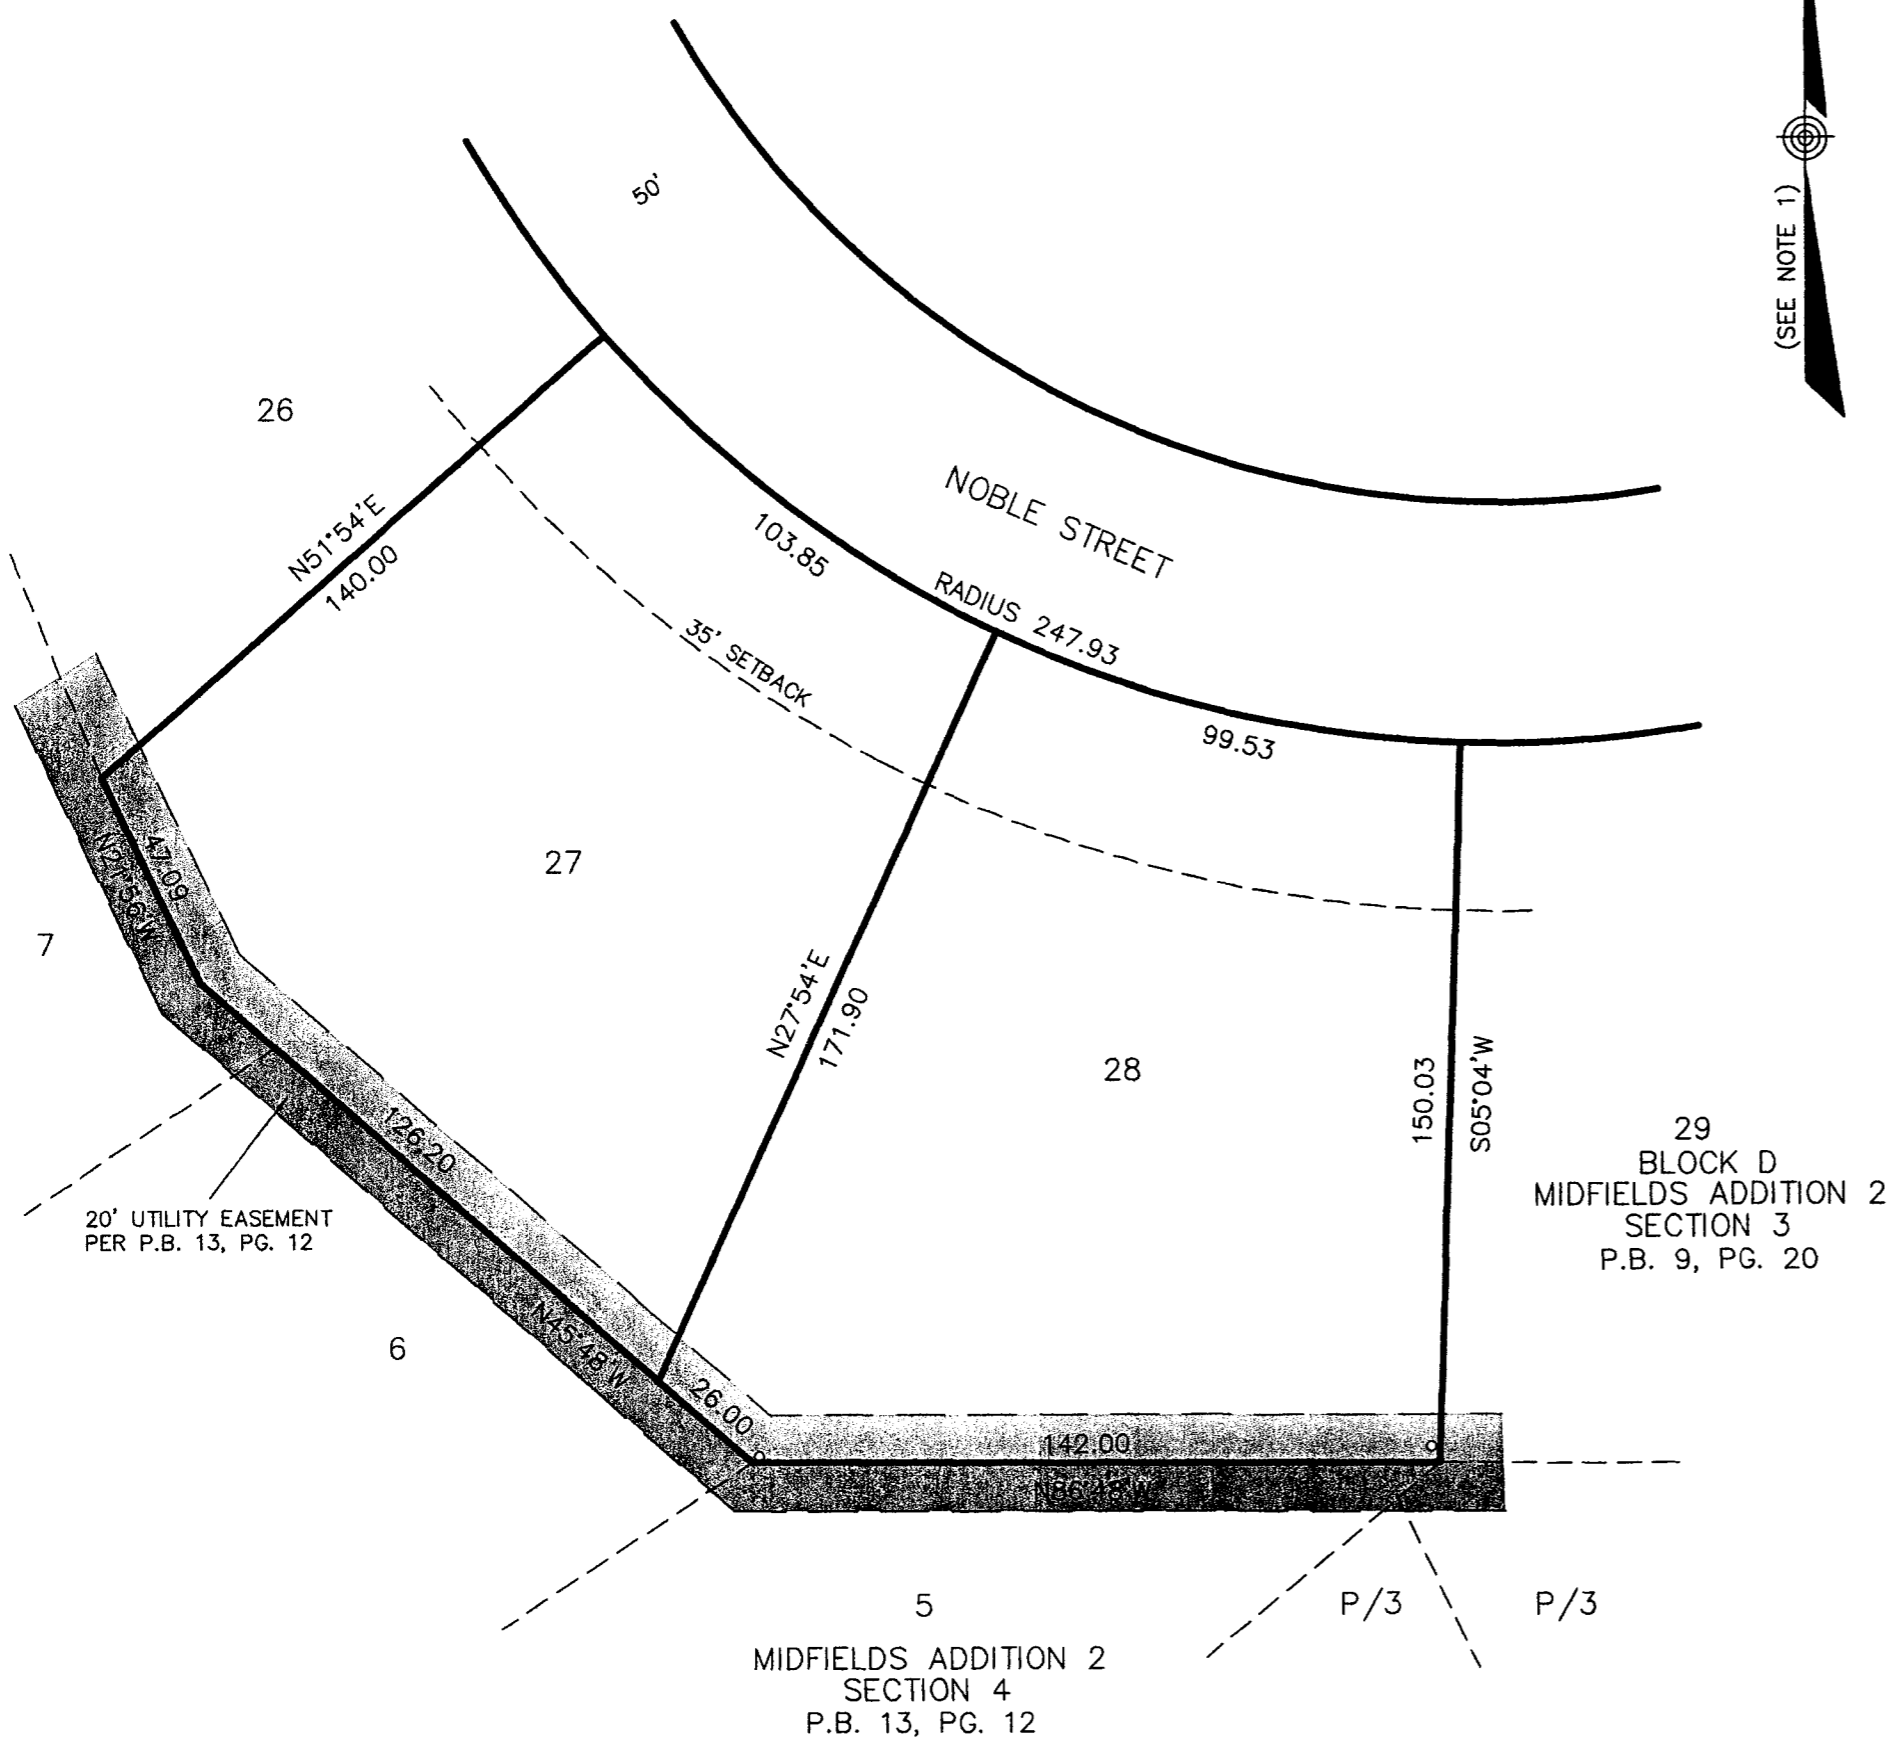 50'
(SEE NOTE 1)
26
NOBLE STREET
N51°54'E
140.00
103.85
RADIUS 247.93
35' SETBACK
99.53
47.09
N21°56'W
27
7
N27°54'E
171.90
28
150.03
S05°04'W
29
BLOCK D
MIDFIELDS ADDITION 2
SECTION 3
P.B. 9, PG. 20
126.20
20' UTILITY EASEMENT
PER P.B. 13, PG. 12
6
N45°48'W
26.00
142.00
N86°48'W
5
P/3
P/3
MIDFIELDS ADDITION 2
SECTION 4
P.B. 13, PG. 12